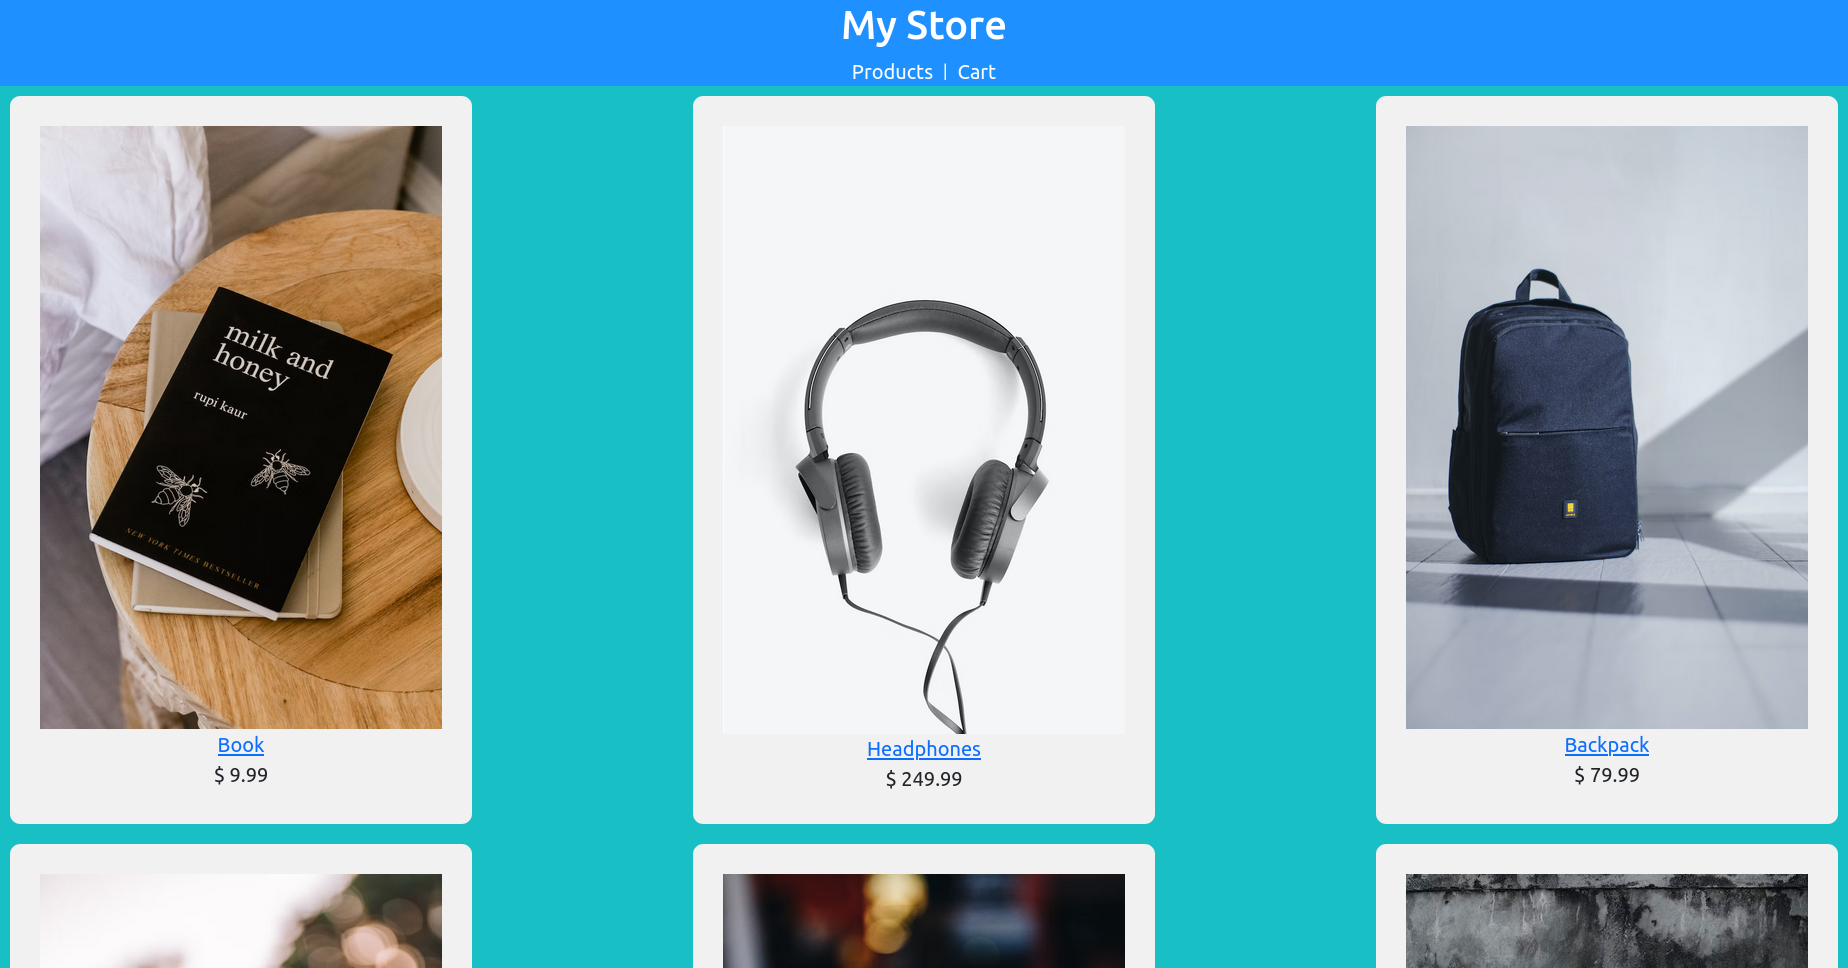 My Store
Products | Cart
milk and
honey
rupi kaur
NEW YORK TIMES BESTSELLER
Book
$ 9.99
Headphones
$ 249.99
Backpack
$ 79.99